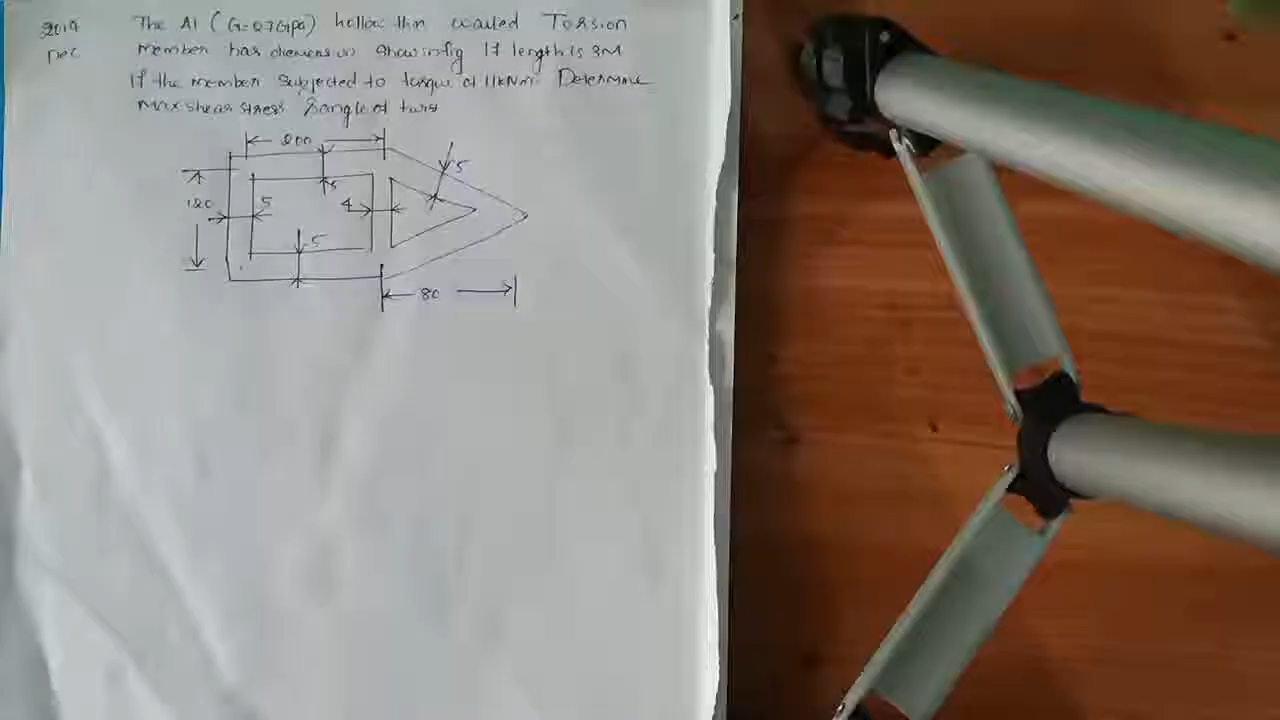 2019 The Al (G=27Gpa) hollow thin walled Torsion
Dec member has dimension show in fig If length is 3M
If the member subjected to torque of 11kNm. Determine
Max shear stress & angle of twist
200
5
5
120
5
4
5
80